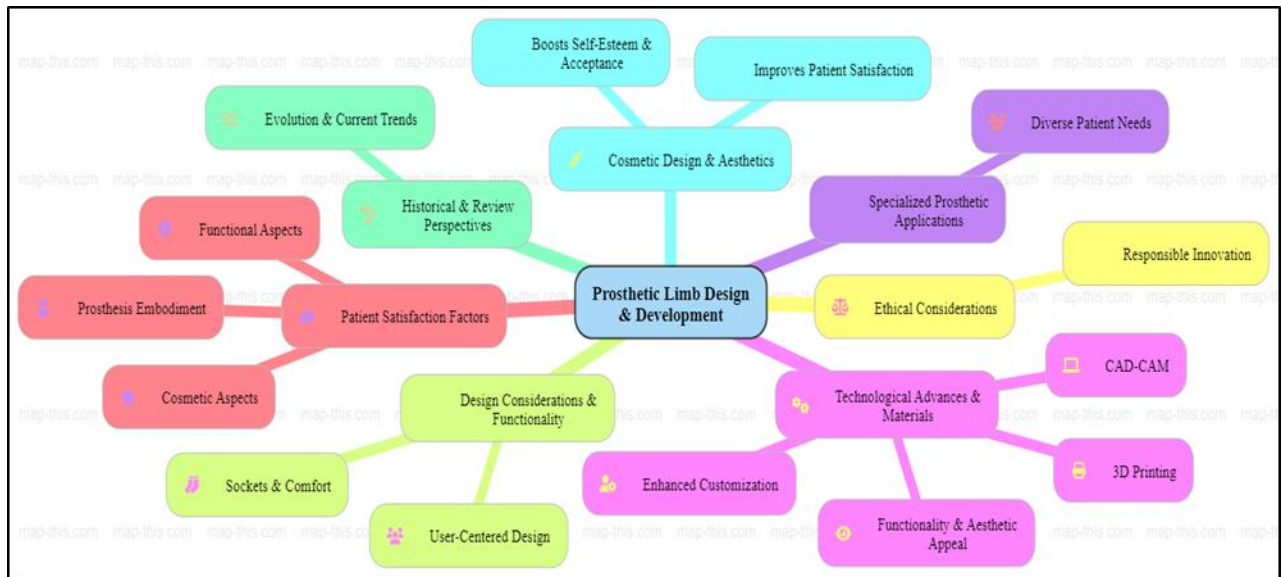 Boosts Self-Esteem &
Acceptance
Improves Patient Satisfaction
Evolution & Current Trends
Diverse Patient Needs
Cosmetic Design & Aesthetics
Historical & Review
Perspectives
Specialized Prosthetic
Applications
Functional Aspects
Responsible Innovation
Prosthetic Limb Design
& Development
Prosthesis Embodiment
Patient Satisfaction Factors
Ethical Considerations
CAD-CAM
Cosmetic Aspects
Design Considerations &
Functionality
Technological Advances &
Materials
Sockets & Comfort
Enhanced Customization
3D Printing
User-Centered Design
Functionality & Aesthetic
Appeal
map-this.com